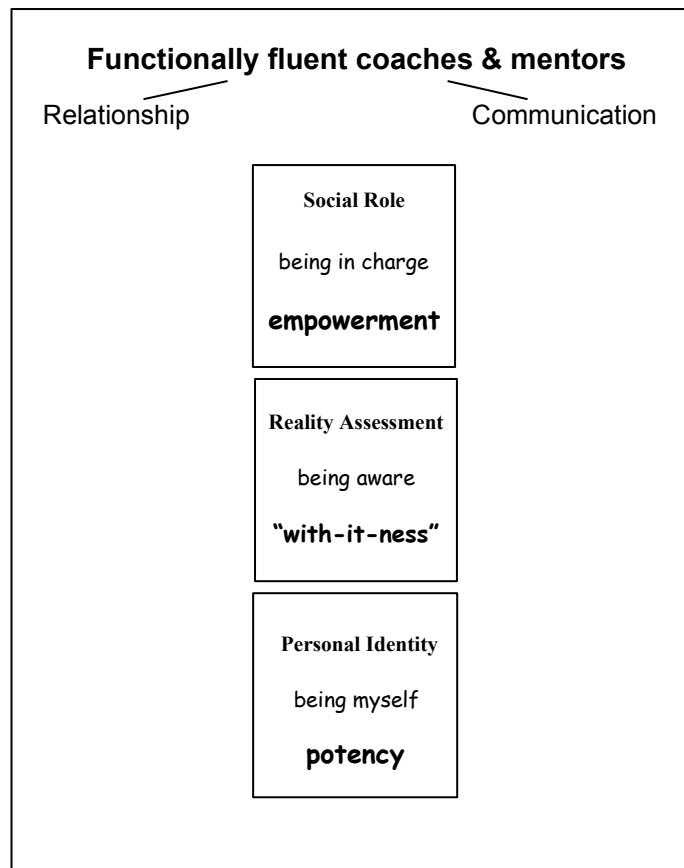 Functionally fluent coaches & mentors
Relationship
Communication
Social Role
being in charge
empowerment
Reality Assessment
being aware
“with-it-ness”
Personal Identity
being myself
potency